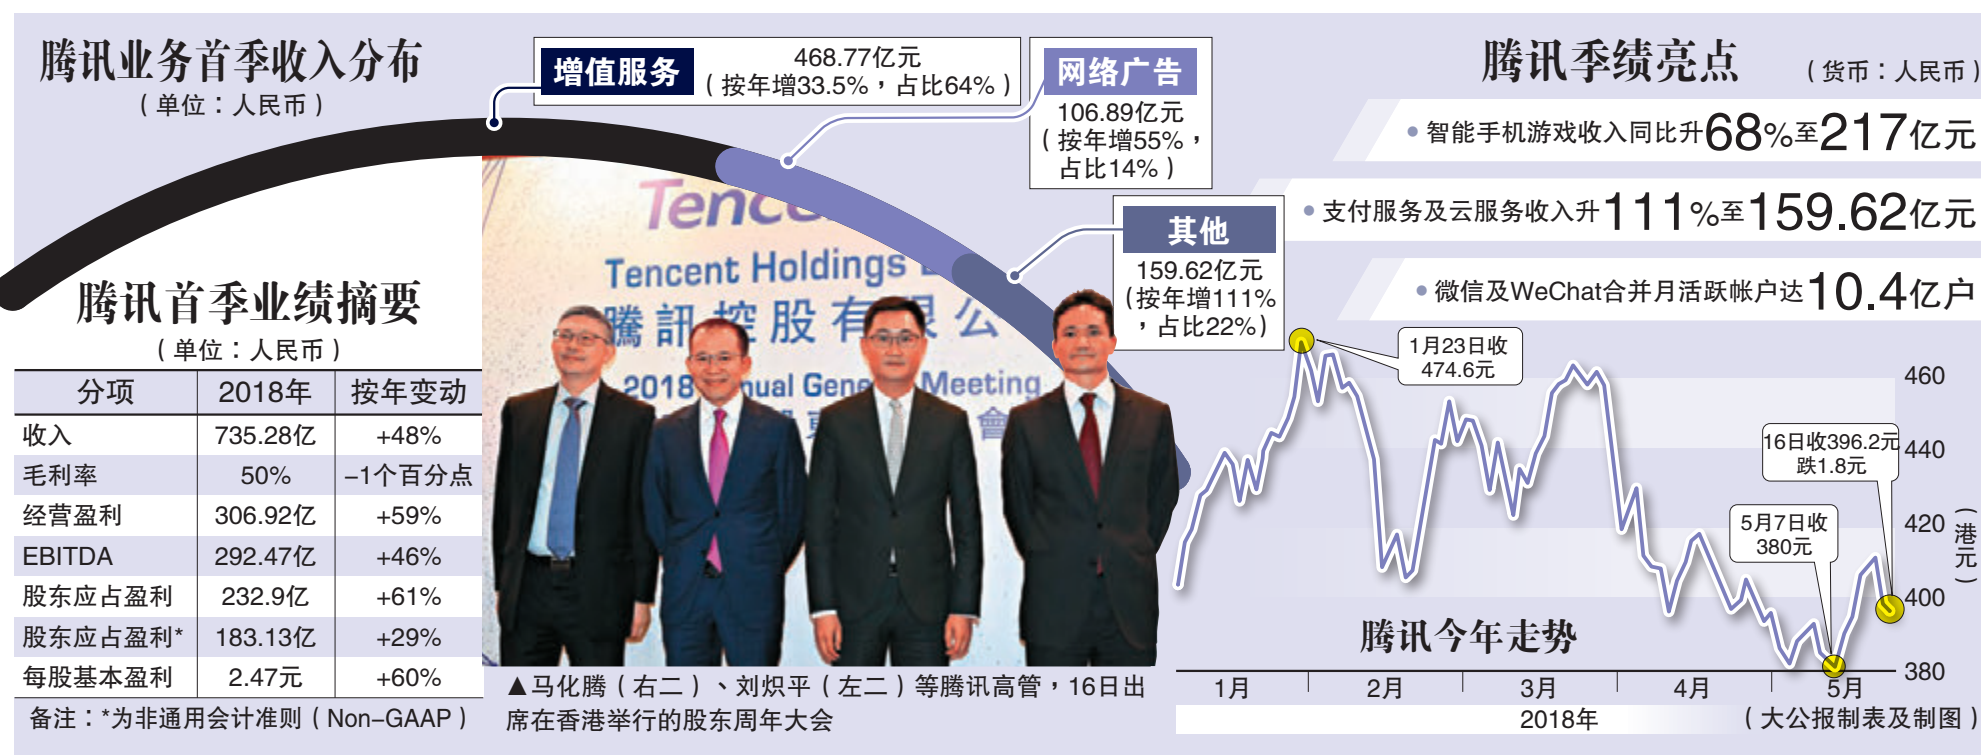 腾讯业务首季收入分布
（单位：人民币）
增值服务
468.77亿元
（按年增33.5%，占比64%）
网络广告
106.89亿元
（按年增55%，
占比14%）
其他
159.62亿元
(按年增111%
，占比22%)
腾讯首季业绩摘要
（单位：人民币）
分项 2018年 按年变动
收入 735.28亿 +48%
毛利率 50% –1个百分点
经营盈利 306.92亿 +59%
EBITDA 292.47亿 +46%
股东应占盈利 232.9亿 +61%
股东应占盈利* 183.13亿 +29%
每股基本盈利 2.47元 +60%
备注：*为非通用会计准则（Non–GAAP）
Tence
Tencent Holdings
騰訊控股有限公
2018 nual Gene Meeting
東 會
▲马化腾（右二）、刘炽平（左二）等腾讯高管，16日出
席在香港举行的股东周年大会
腾讯季绩亮点
（货币：人民币）
•智能手机游戏收入同比升68%至217亿元
•支付服务及云服务收入升111%至159.62亿元
•微信及WeChat合并月活跃帐户达10.4亿户
1月23日收
474.6元
16日收396.2元
跌1.8元
5月7日收
380元
460
440
420
400
380
（港元）
腾讯今年走势
1月 2月 3月 4月 5月
2018年
（大公报制表及制图）